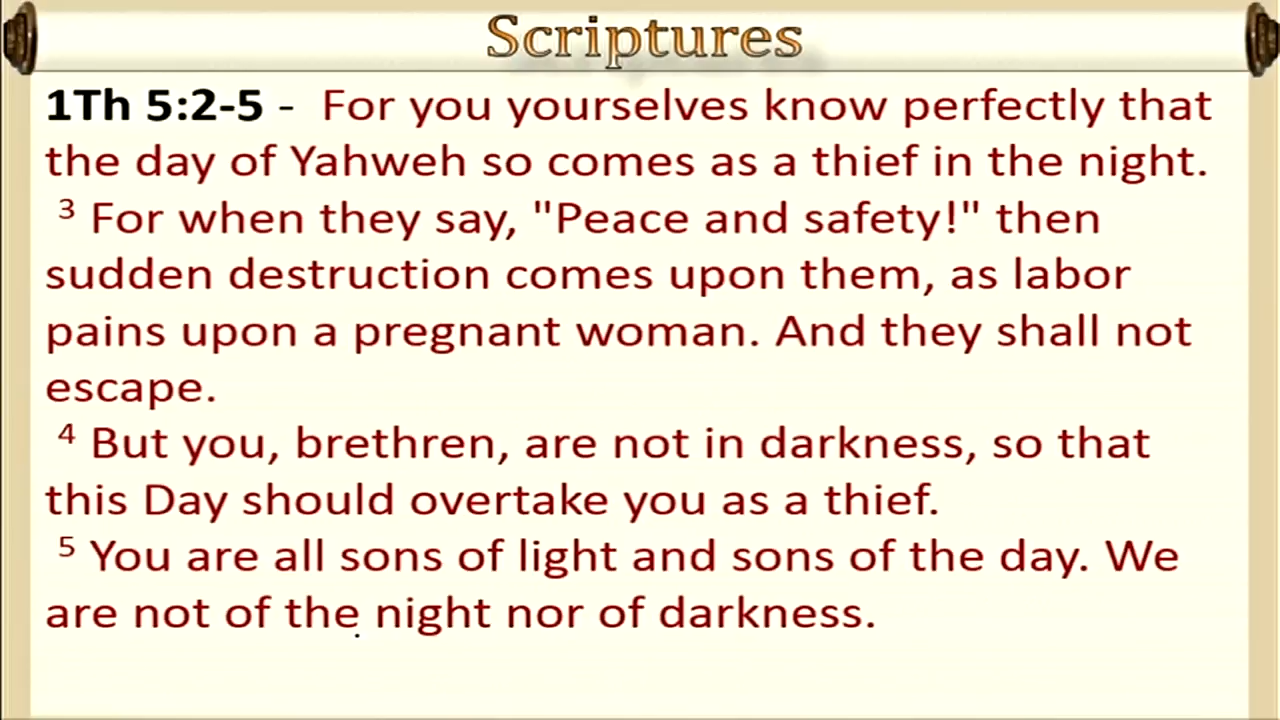 Scriptures
1Th 5:2-5 - For you yourselves know perfectly that
the day of Yahweh so comes as a thief in the night.
3 For when they say, "Peace and safety!" then
sudden destruction comes upon them, as labor
pains upon a pregnant woman. And they shall not
escape.
4 But you, brethren, are not in darkness, so that
this Day should overtake you as a thief.
5 You are all sons of light and sons of the day. We
are not of the night nor of darkness.